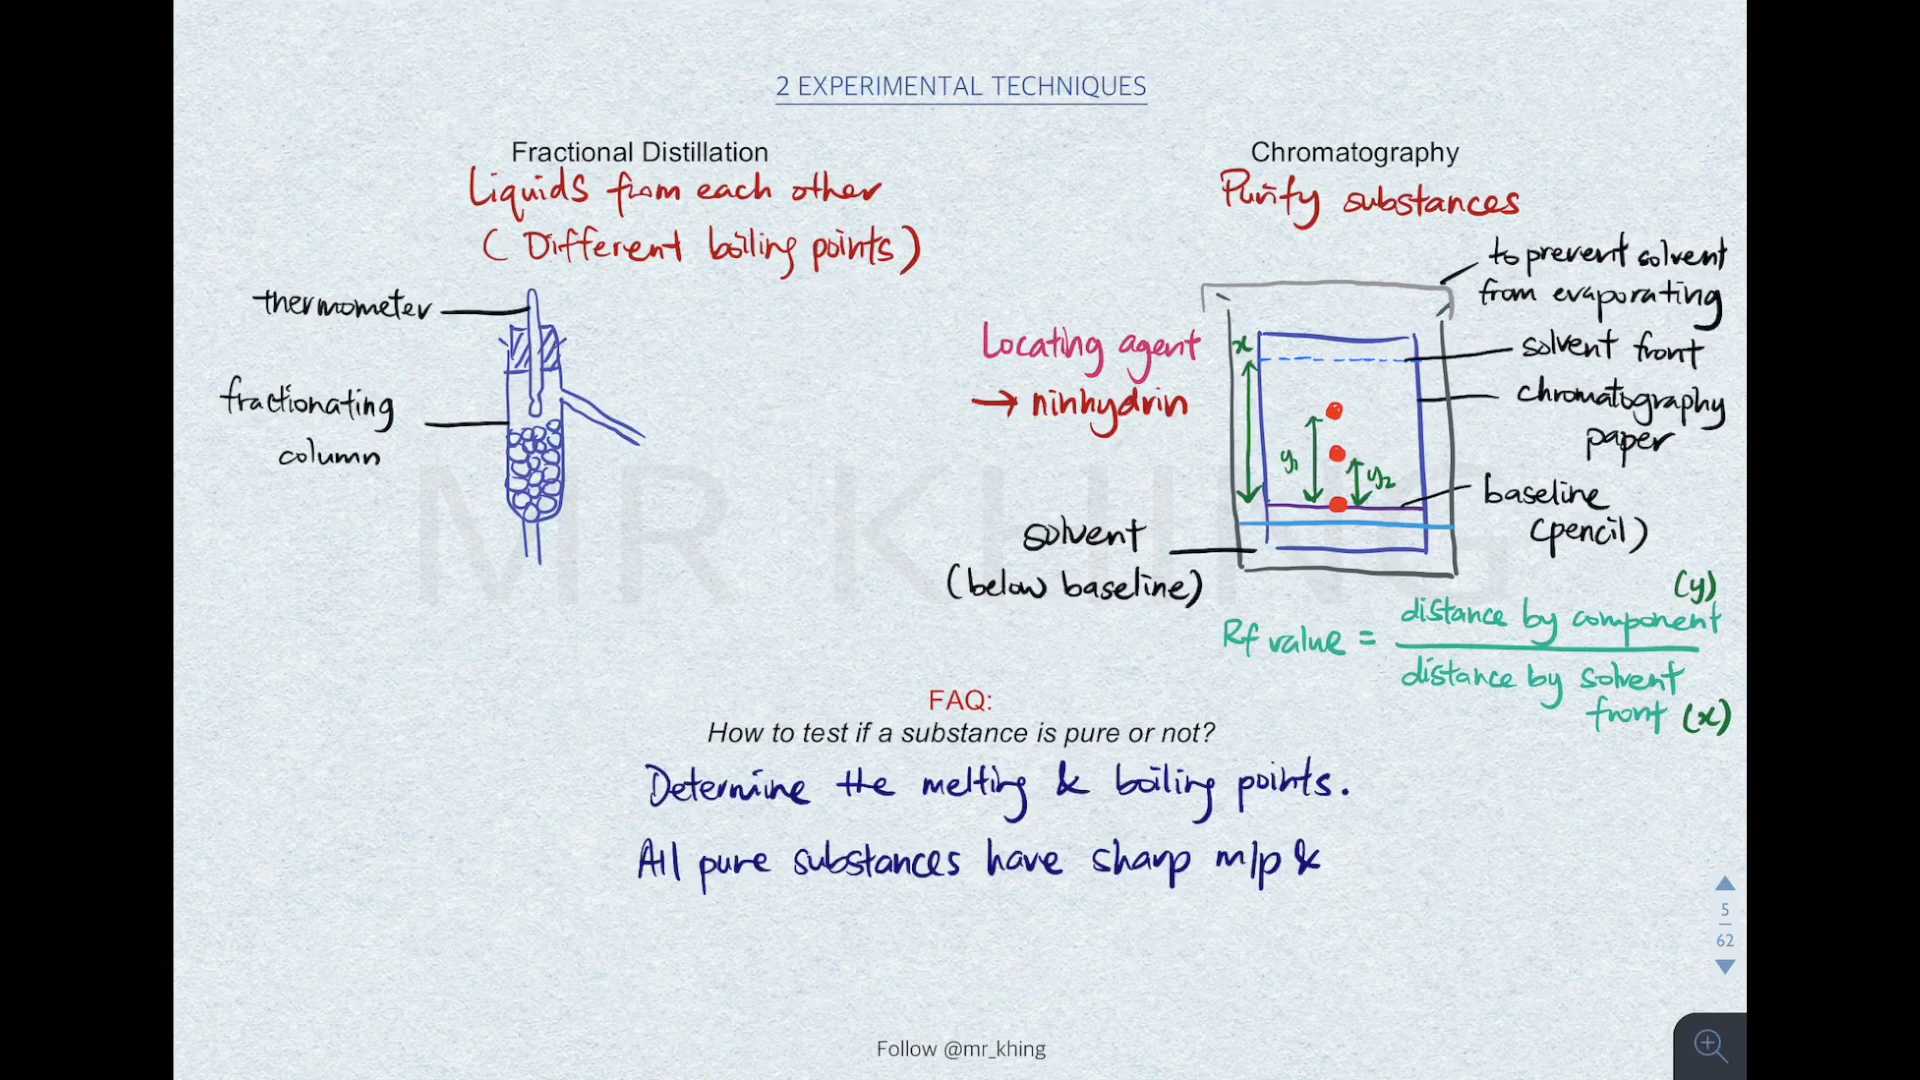 2 EXPERIMENTAL TECHNIQUES
Fractional Distillation
Liquids from each other
(Different boiling points)
thermometer
fractionating
column
Chromatography
Purify substances
to prevent solvent
from evaporating
Locating agent
→ ninhydrin
x
solvent front
chromatography
paper
y1
y2
baseline
(pencil)
solvent
(below baseline)
Rf value = distance by component (y)
distance by solvent
front (x)
MR KHING
FAQ:
How to test if a substance is pure or not?
Determine the melting & boiling points.
All pure substances have sharp m/p &
5
62
Follow @mr_khing